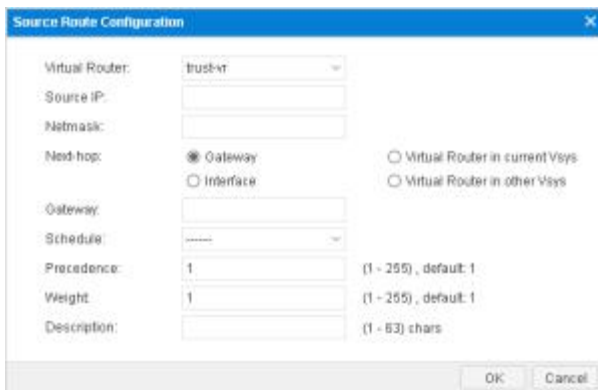 Source Route Configuration
Virtual Router: trust-vr
Source IP:
Netmask:
Next-hop: Gateway Virtual Router in current Vsys
Interface Virtual Router in other Vsys
Gateway:
Schedule: ------
Precedence: 1 (1 - 255) , default: 1
Weight: 1 (1 - 255) , default: 1
Description: (1 - 63) chars
OK Cancel